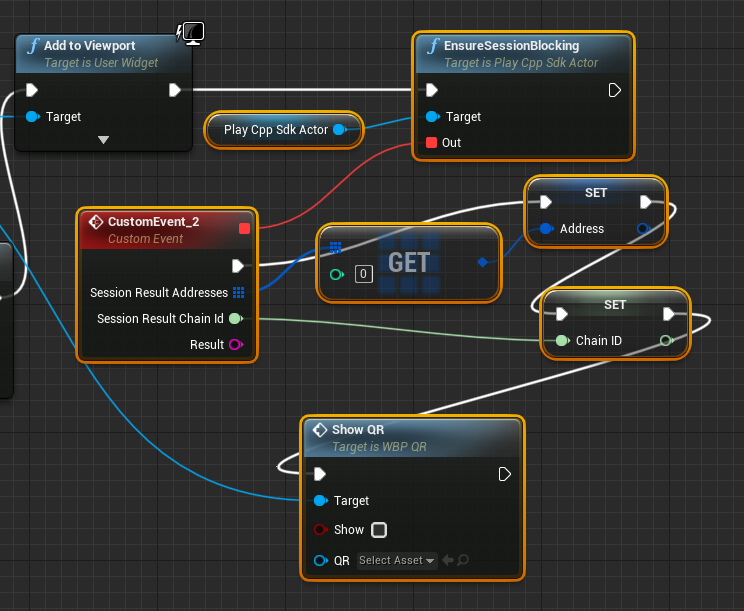 Add to Viewport
Target is User Widget
Target
EnsureSessionBlocking
Target is Play Cpp Sdk Actor
Target
Out
Play Cpp Sdk Actor
CustomEvent_2
Custom Event
Session Result Addresses
Session Result Chain Id
Result
0
GET
SET
Address
SET
Chain ID
Show QR
Target is WBP QR
Target
Show
QR Select Asset